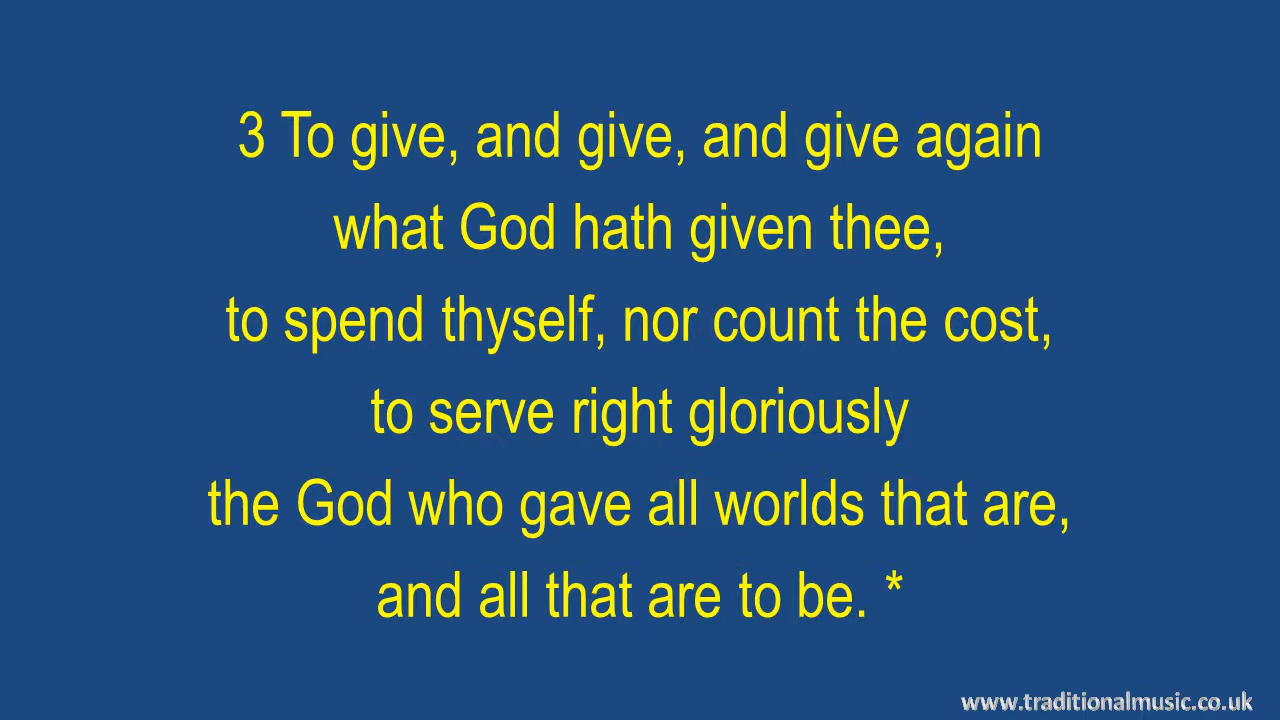 3 To give, and give, and give again
what God hath given thee,
to spend thyself, nor count the cost,
to serve right gloriously
the God who gave all worlds that are,
and all that are to be. *
www.traditionalmusic.co.uk